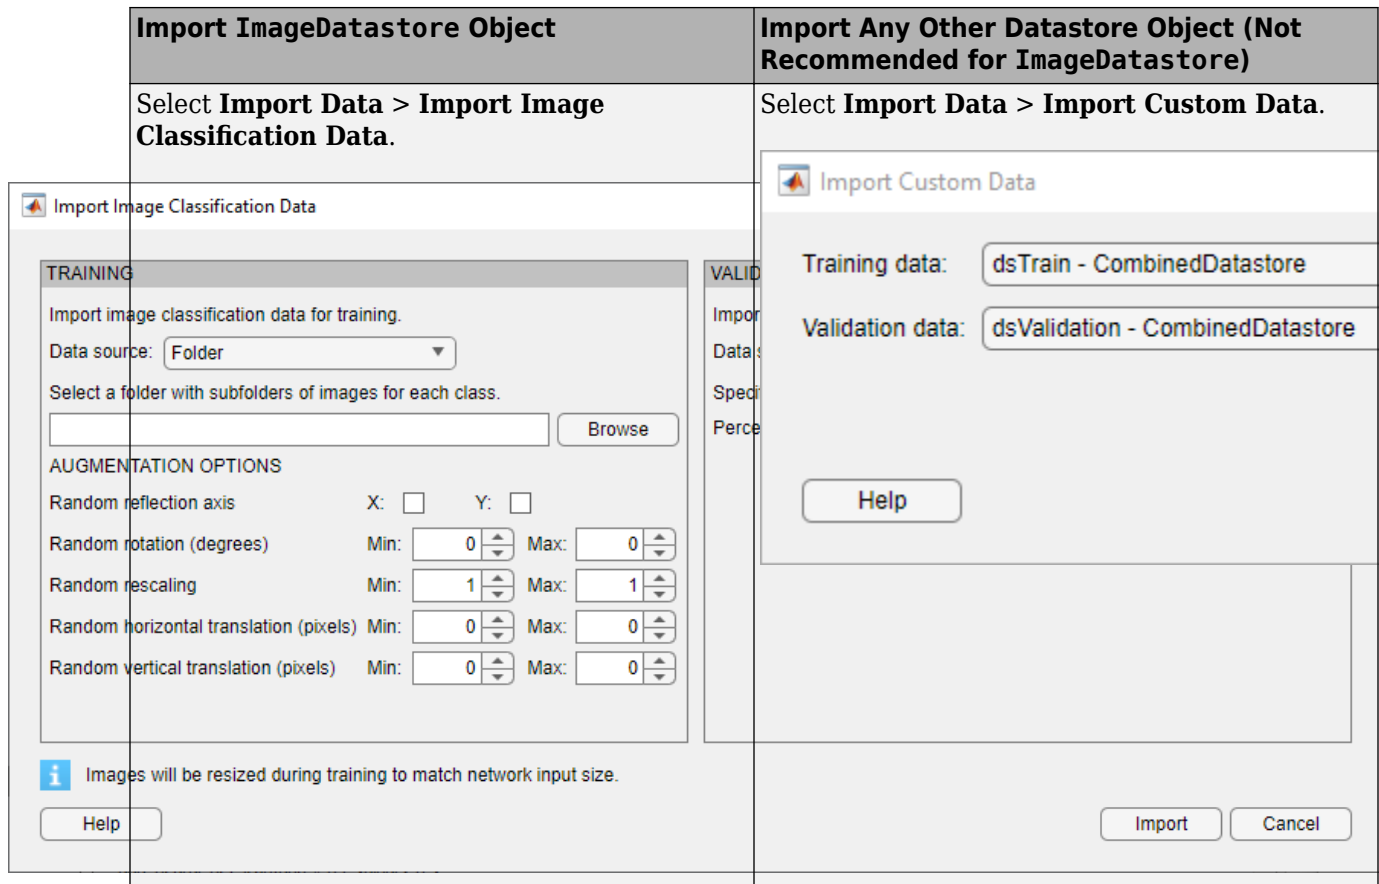 Import ImageDatastore Object
Import Any Other Datastore Object (Not
Recommended for ImageDatastore)
Select Import Data > Import Image
Classification Data.
Select Import Data > Import Custom Data.
Import Image Classification Data
TRAINING
Import image classification data for training.
Data source: Folder
Select a folder with subfolders of images for each class.
Browse
AUGMENTATION OPTIONS
Random reflection axis X: Y:
Random rotation (degrees) Min: 0 Max: 0
Random rescaling Min: 1 Max: 1
Random horizontal translation (pixels) Min: 0 Max: 0
Random vertical translation (pixels) Min: 0 Max: 0
VALID
Impor
Data
Speci
Perce
Images will be resized during training to match network input size.
Help
Import Cancel
Import Custom Data
Training data: dsTrain - CombinedDatastore
Validation data: dsValidation - CombinedDatastore
Help